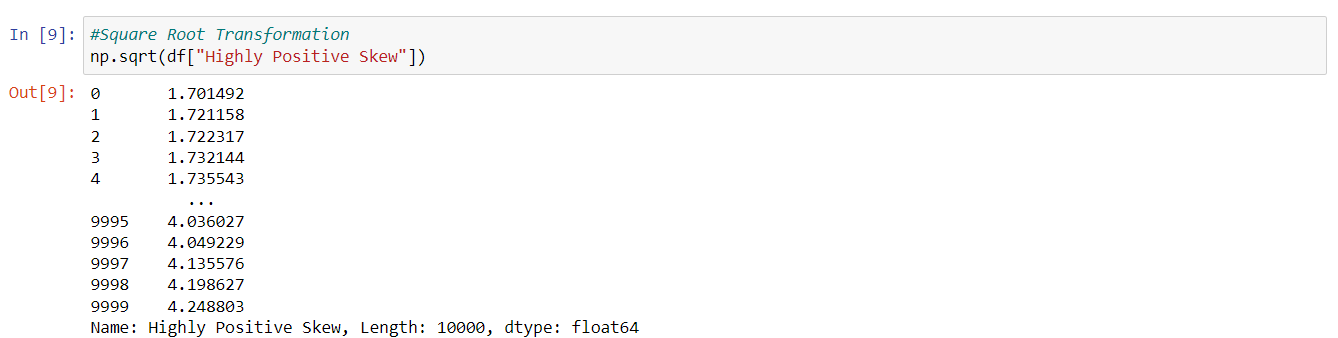 In [9]: #Square Root Transformation
np.sqrt(df["Highly Positive Skew"])
Out[9]: 0 1.701492
1 1.721158
2 1.722317
3 1.732144
4 1.735543
...
9995 4.036027
9996 4.049229
9997 4.135576
9998 4.198627
9999 4.248803
Name: Highly Positive Skew, Length: 10000, dtype: float64